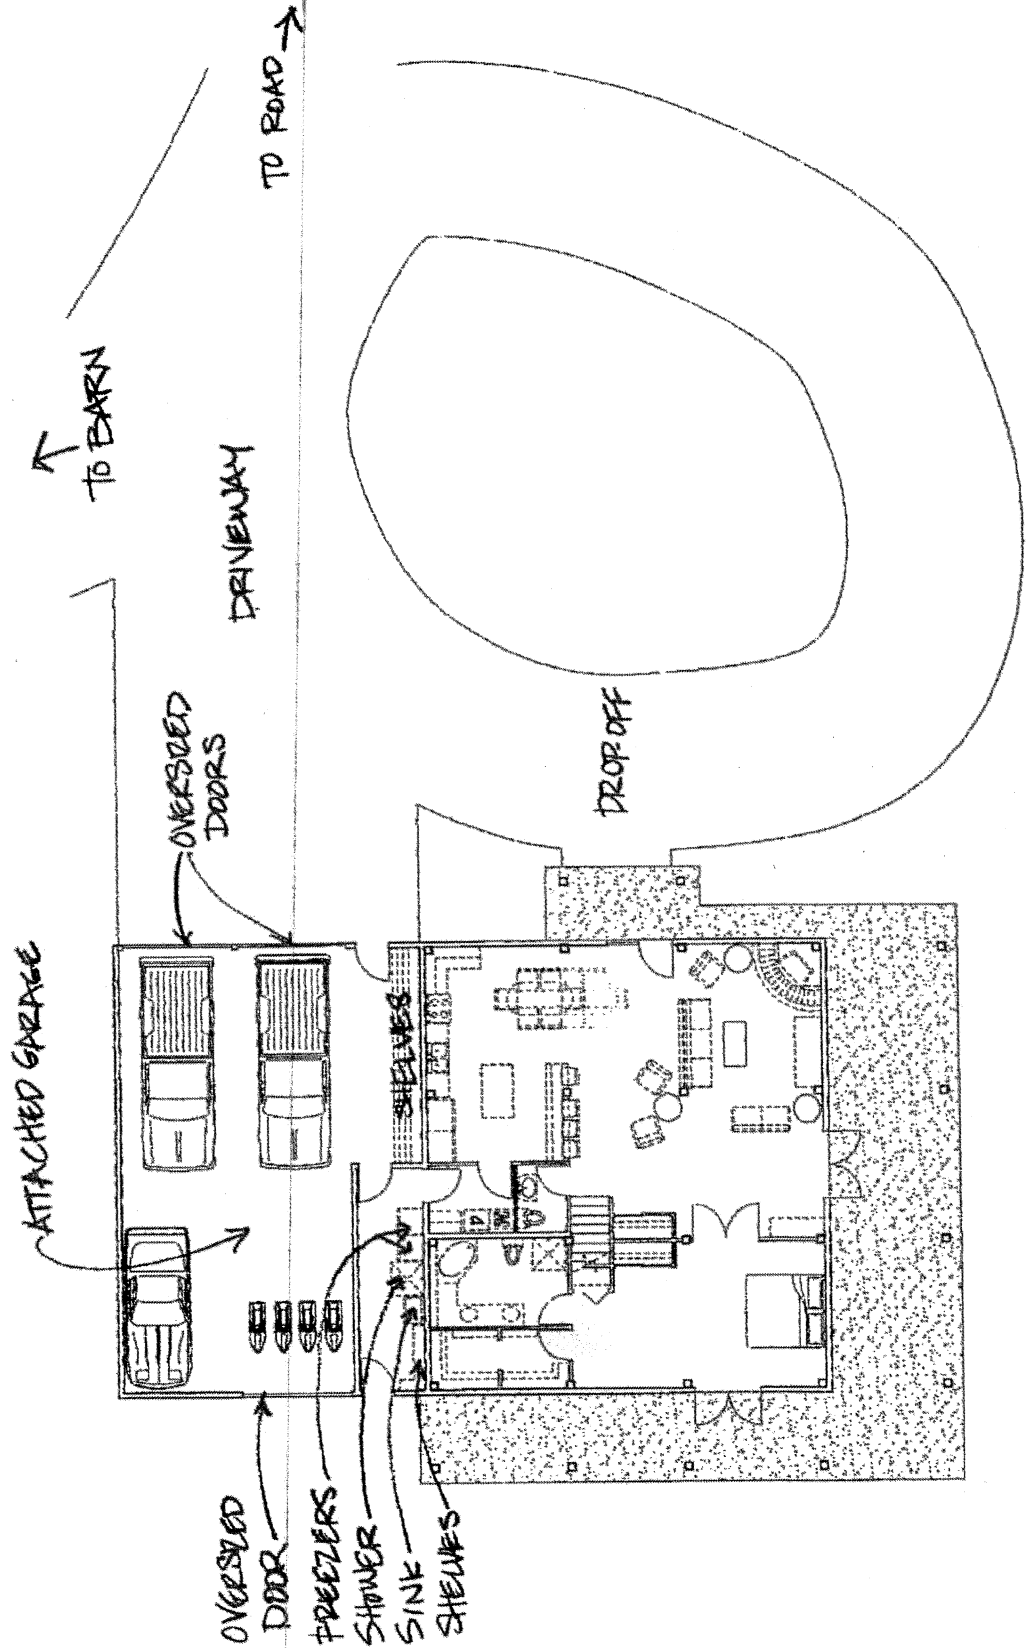 TO ROAD
TO BARN
DRIVEWAY
OVERSIZED
DOORS
DROP OFF
ATTACHED GARAGE
SHELVES
OVERSIZED
DOOR
FREEZERS
SHOWER
SINK
SHELVES